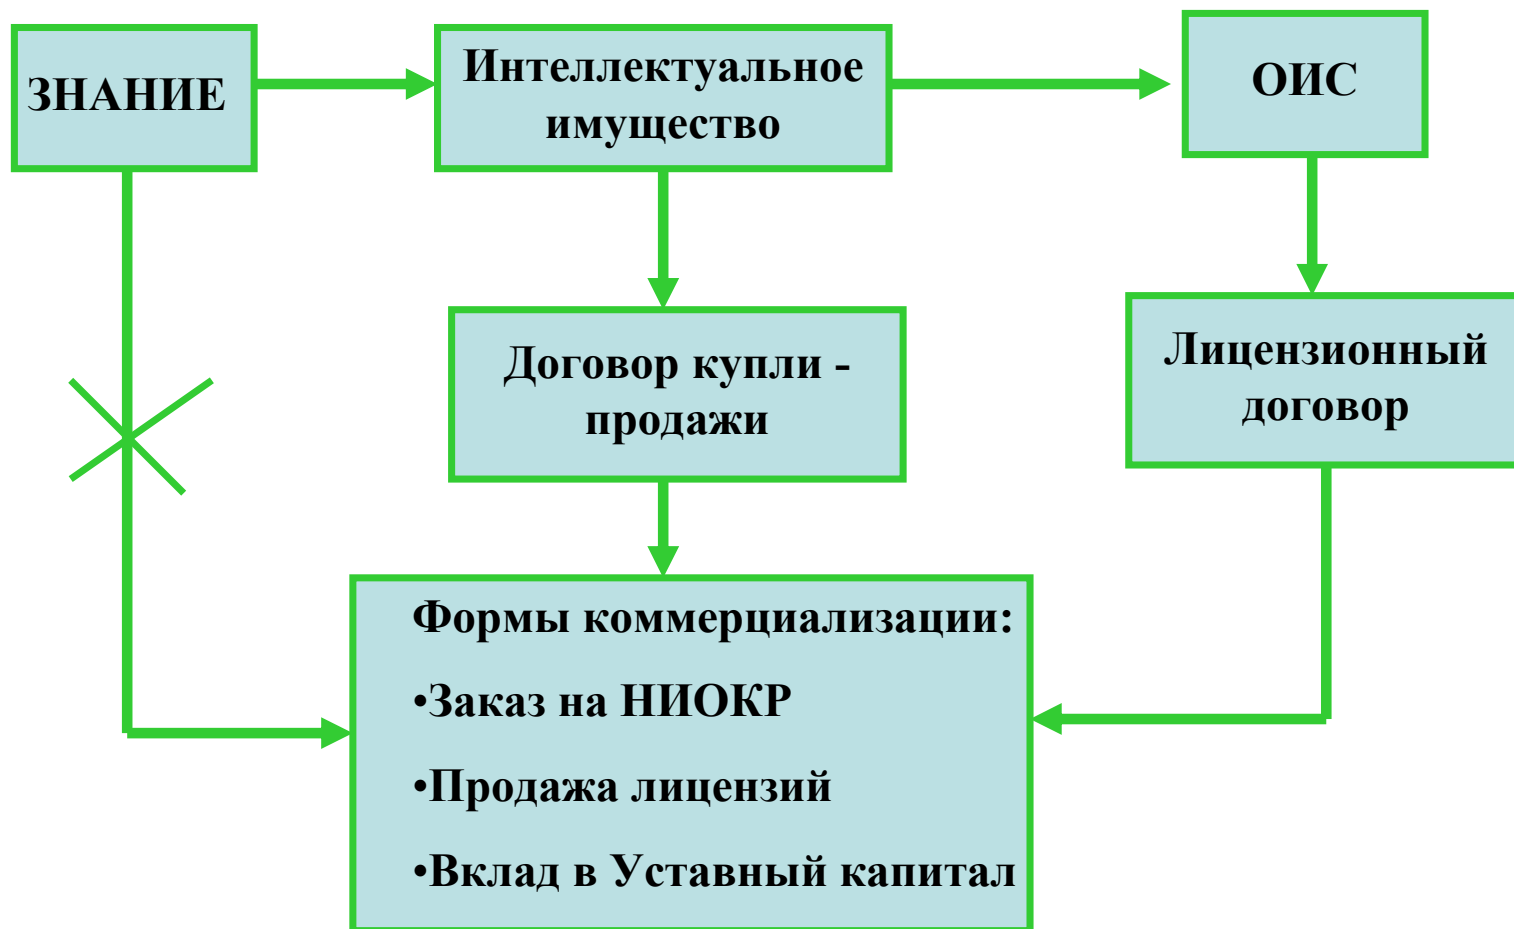 ЗНАНИЕ
Интеллектуальное
имущество
ОИС
Договор купли -
продажи
Лицензионный
договор
Формы коммерциализации:
•Заказ на НИОКР
•Продажа лицензий
•Вклад в Уставный капитал